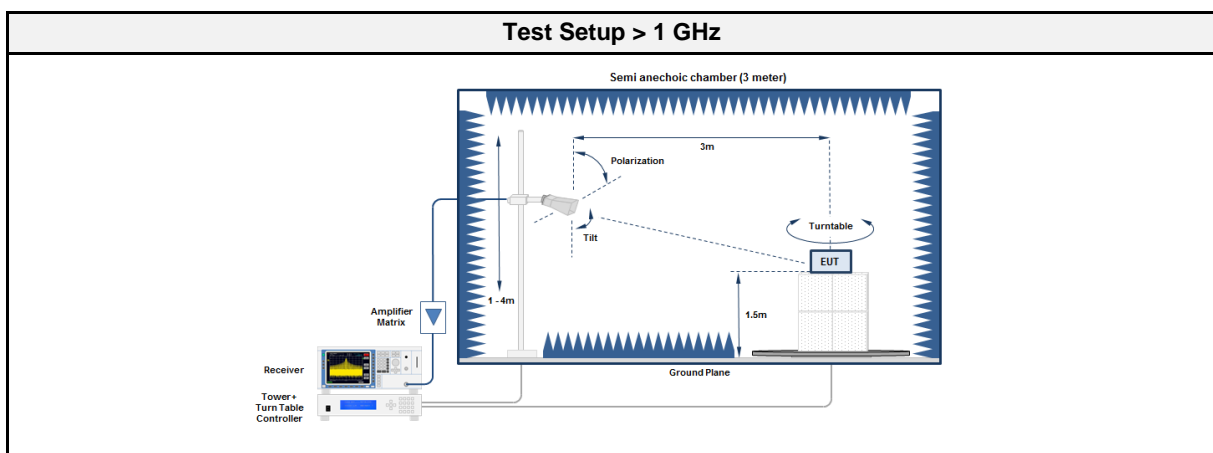 Test Setup > 1 GHz
Semi anechoic chamber (3 meter)
3m
Polarization
Tilt
Turntable
EUT
1 - 4m
1.5m
Amplifier
Matrix
Ground Plane
Receiver
Tower+
Turn Table
Controller